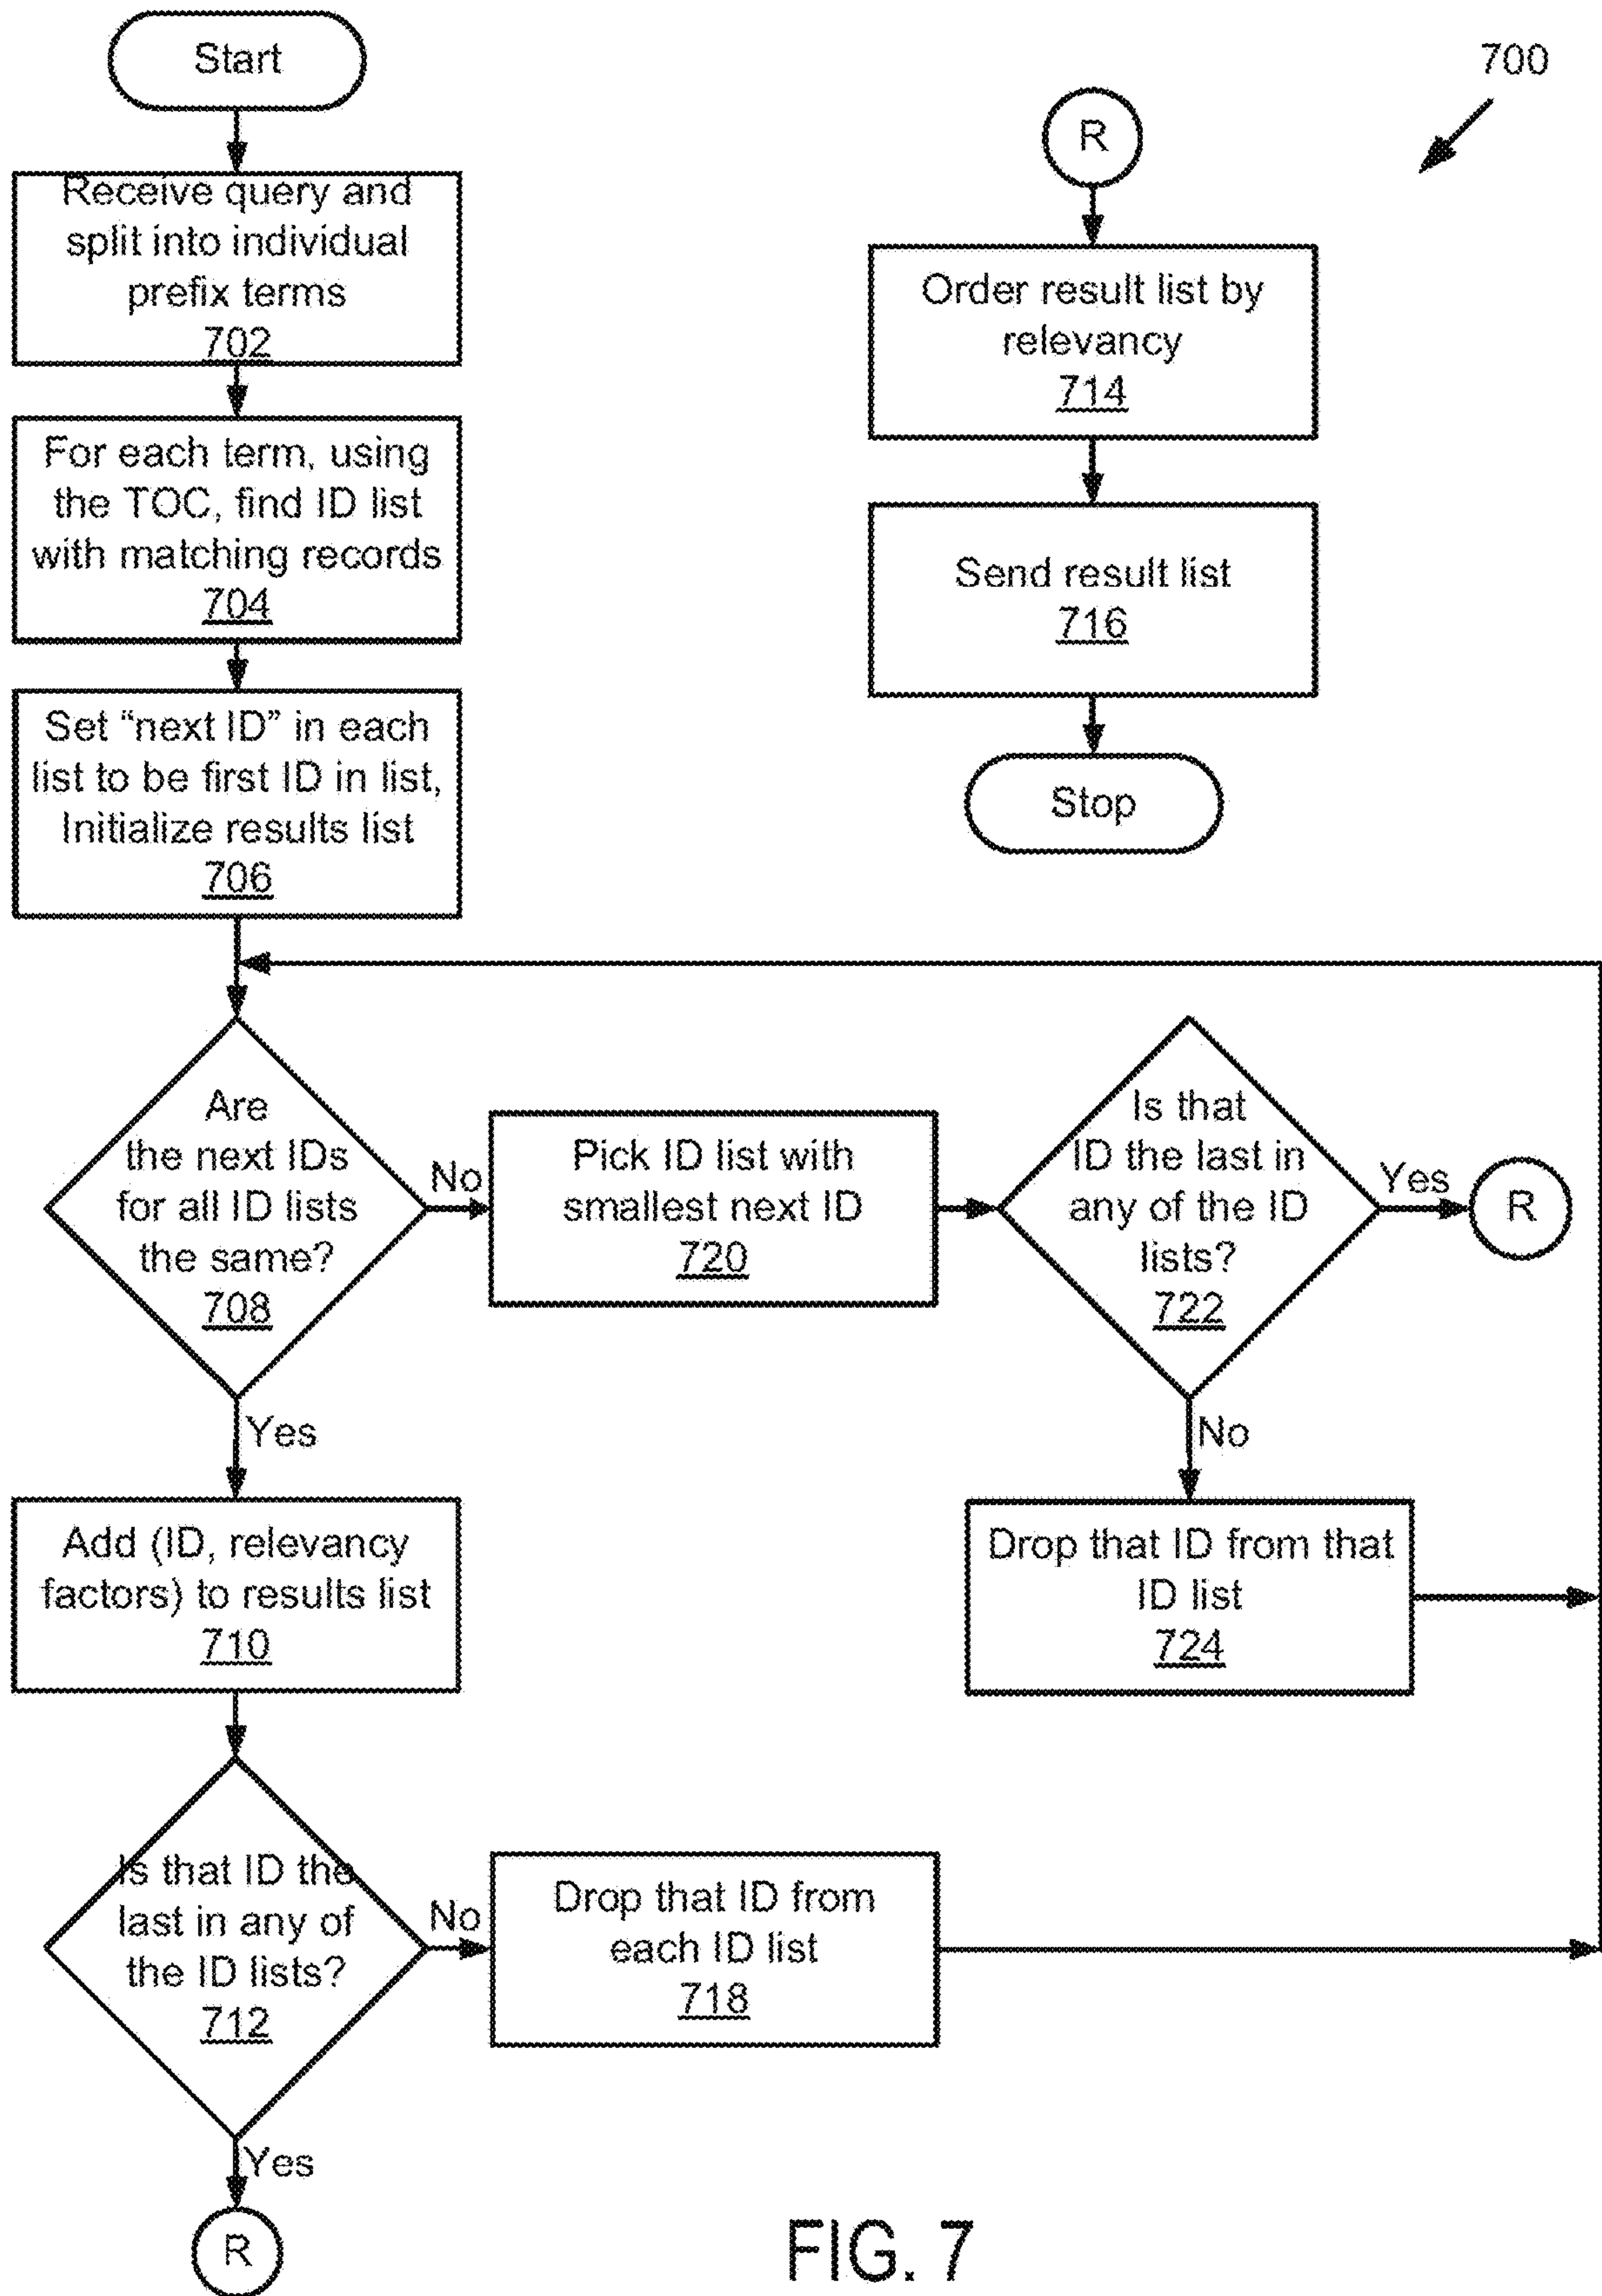 Start
Receive query and
split into individual
prefix terms
702
For each term, using
the TOC, find ID list
with matching records
704
Set “next ID” in each
list to be first ID in list,
Initialize results list
706
700
R
Order result list by
relevancy
714
Send result list
716
Stop
Are
the next IDs
for all ID lists
the same?
708
No
Pick ID list with
smallest next ID
720
Is that
ID the last in
any of the ID
lists?
722
Yes
R
Yes
No
Add (ID, relevancy
factors) to results list
710
Drop that ID from that
ID list
724
Is that ID the
last in any of
the ID lists?
712
No
Drop that ID from
each ID list
718
Yes
R
FIG. 7